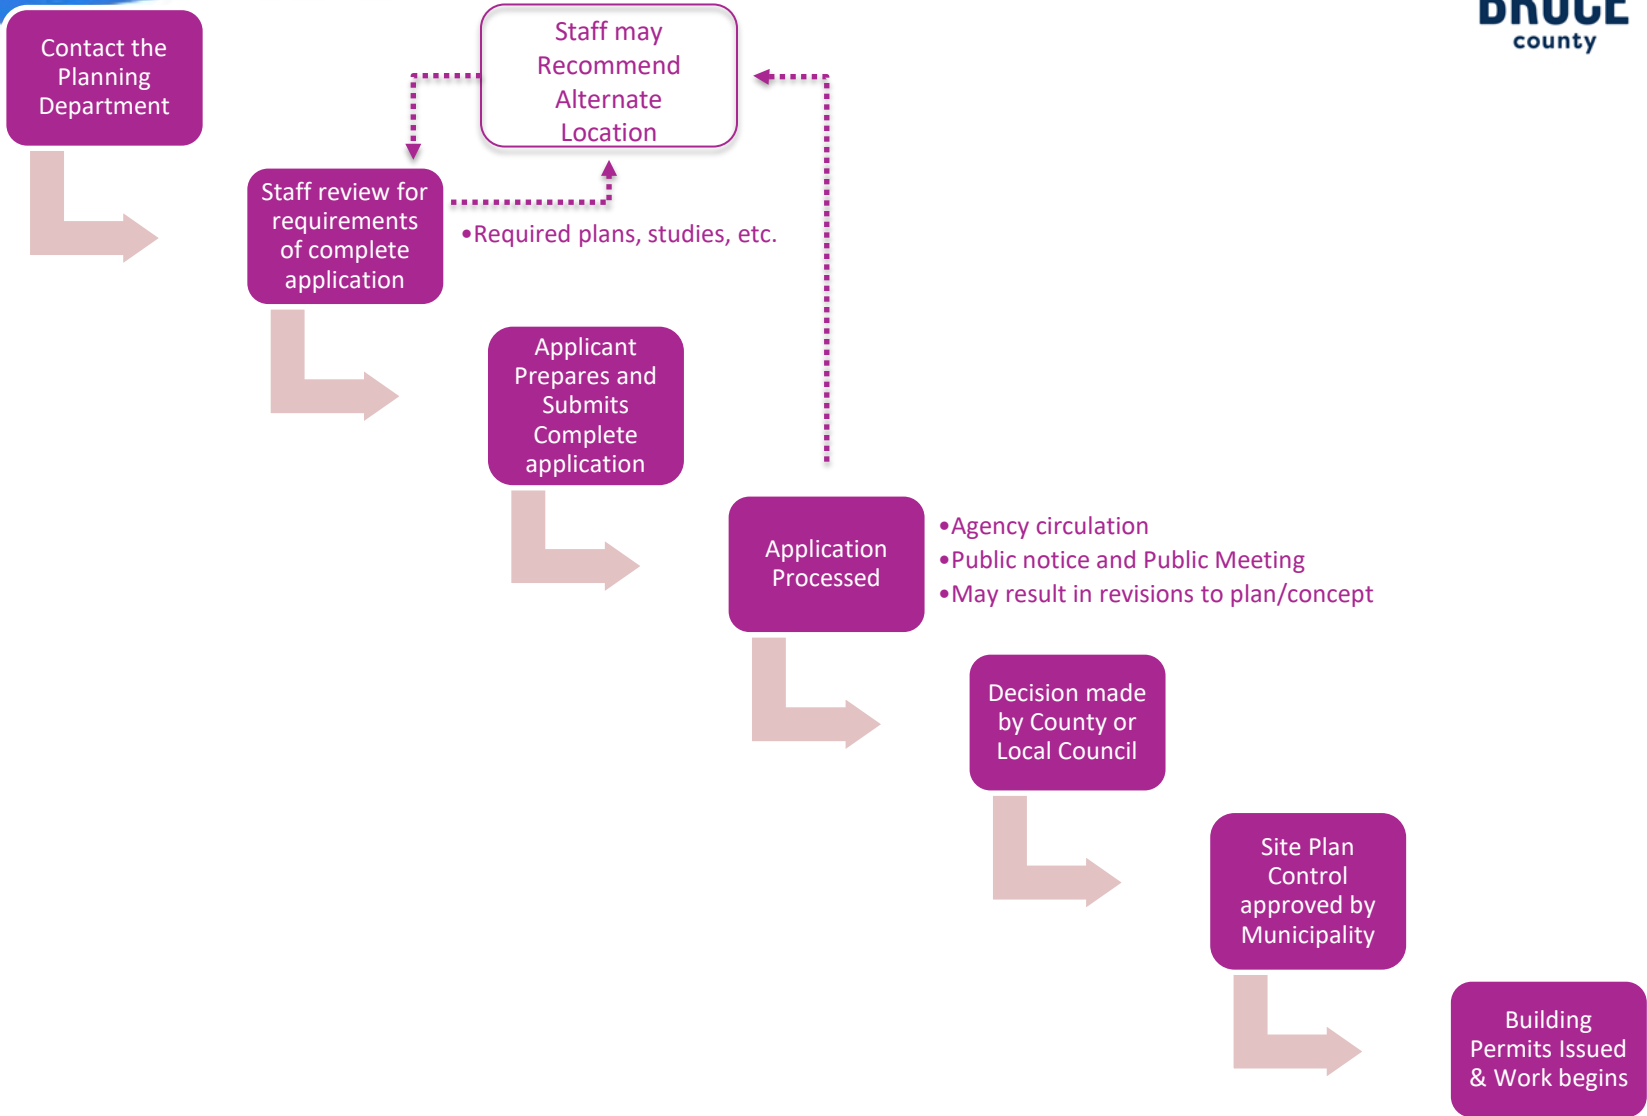 BRUCE
county
Contact the
Planning
Department
Staff may
Recommend
Alternate
Location
Staff review for
requirements
of complete
application
•Required plans, studies, etc.
Applicant
Prepares and
Submits
Complete
application
Application
Processed
•Agency circulation
•Public notice and Public Meeting
•May result in revisions to plan/concept
Decision made
by County or
Local Council
Site Plan
Control
approved by
Municipality
Building
Permits Issued
& Work begins